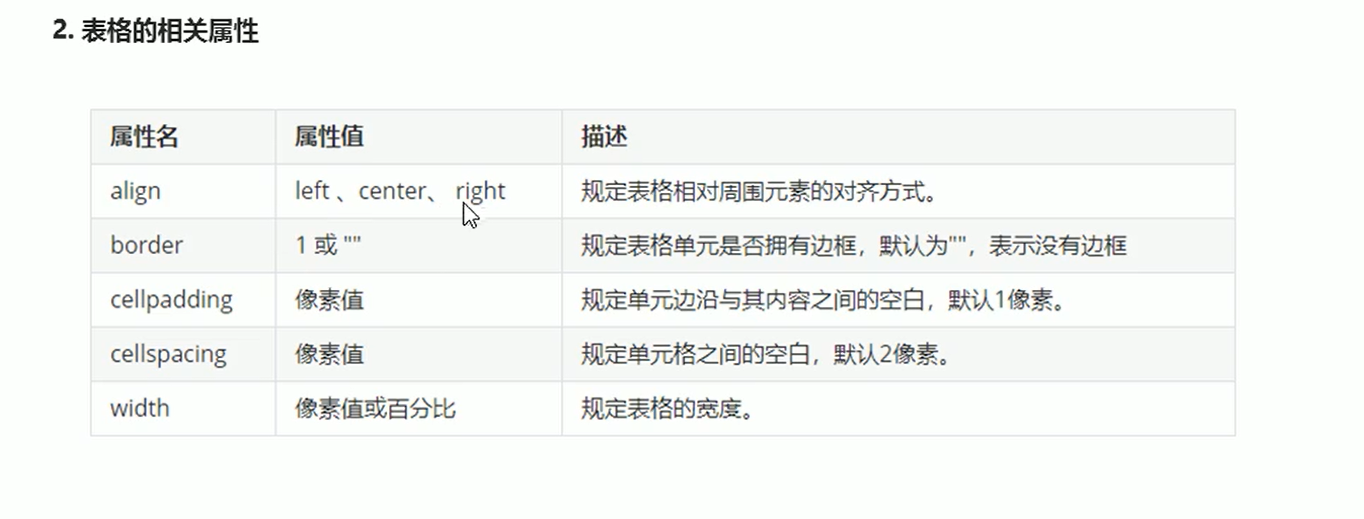 2. 表格的相关属性
属性名 属性值 描述
align left 、center、 right 规定表格相对周围元素的对齐方式。
border 1 或 "" 规定表格单元是否拥有边框，默认为""，表示没有边框
cellpadding 像素值 规定单元边沿与其内容之间的空白，默认1像素。
cellspacing 像素值 规定单元格之间的空白，默认2像素。
width 像素值或百分比 规定表格的宽度。